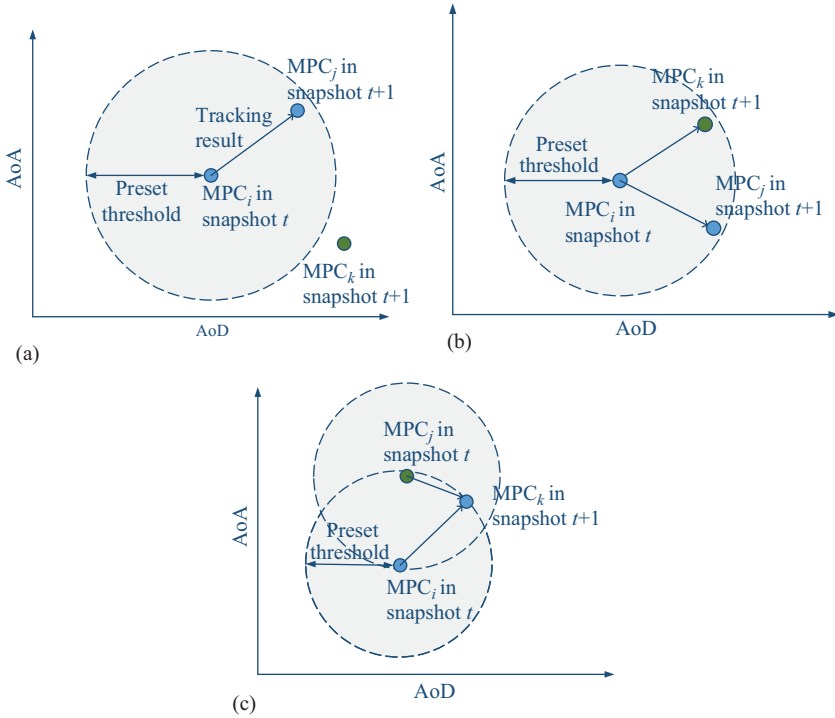 MPCj in
snapshot t+1
Tracking
result
AoA
Preset
threshold
MPCi in
snapshot t
MPCk in
snapshot t+1
AoD
(a)
MPCk in
snapshot t+1
Preset
threshold
AoA
MPCj in
snapshot t+1
MPCi in
snapshot t
AoD
(b)
MPCj in
snapshot t
MPCk in
snapshot t+1
AoA
Preset
threshold
MPCi in
snapshot t
AoD
(c)